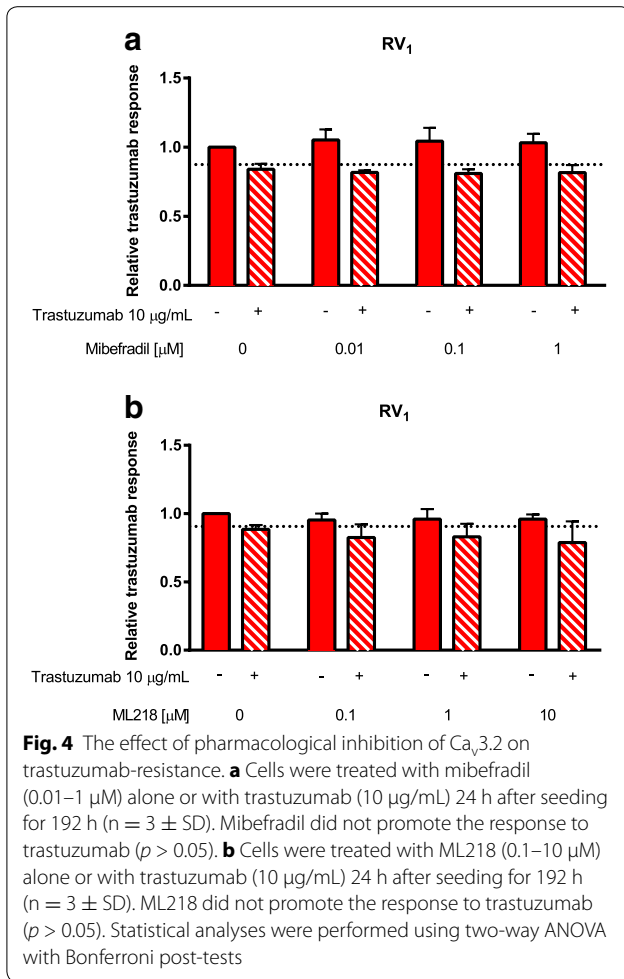 a
RV1
Relative trastuzumab response
1.5
1.0
0.5
0.0
Trastuzumab 10 μg/mL - + - + - + - +
Mibefradil [μM] 0 0.01 0.1 1
b
RV1
Relative trastuzumab response
1.5
1.0
0.5
0.0
Trastuzumab 10 μg/mL - + - + - + - +
ML218 [μM] 0 0.1 1 10
Fig. 4 The effect of pharmacological inhibition of Cav3.2 on
trastuzumab-resistance. a Cells were treated with mibefradil
(0.01–1 μM) alone or with trastuzumab (10 μg/mL) 24 h after seeding
for 192 h (n = 3 ± SD). Mibefradil did not promote the response to
trastuzumab (p > 0.05). b Cells were treated with ML218 (0.1–10 μM)
alone or with trastuzumab (10 μg/mL) 24 h after seeding for 192 h
(n = 3 ± SD). ML218 did not promote the response to trastuzumab
(p > 0.05). Statistical analyses were performed using two-way ANOVA
with Bonferroni post-tests